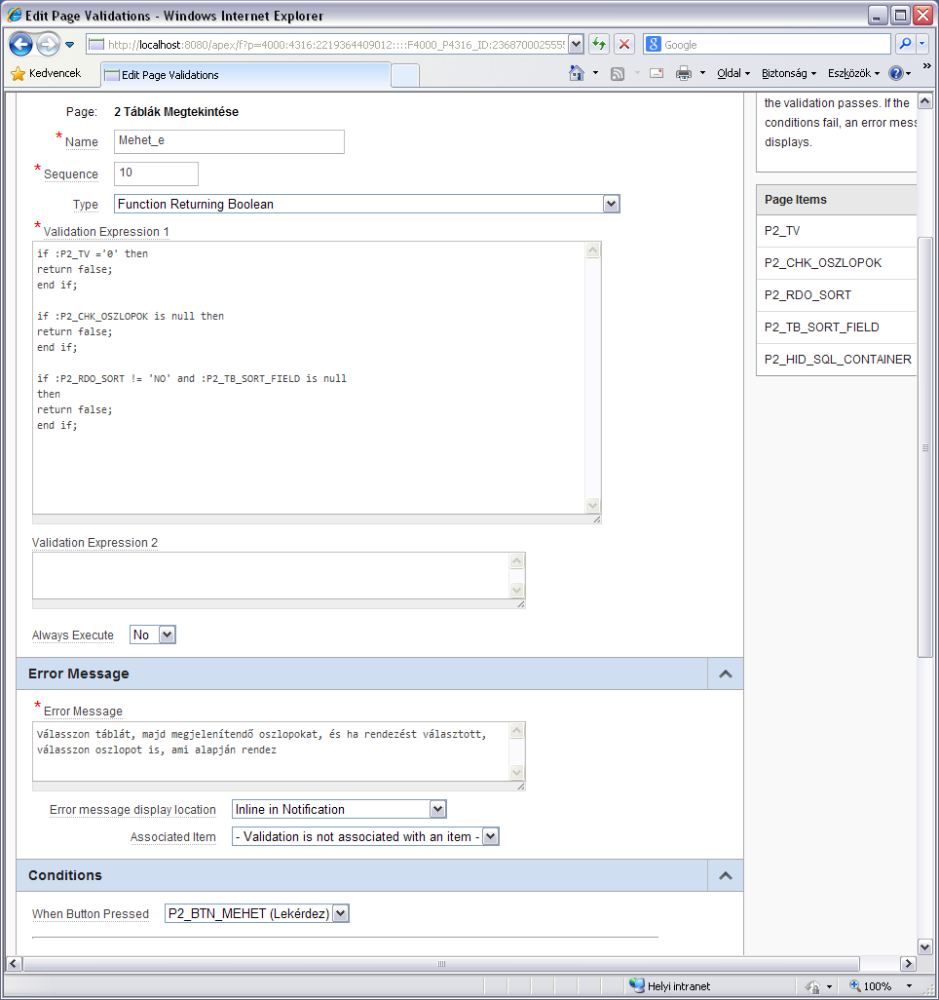 Edit Page Validations - Windows Internet Explorer
http://localhost:8080/apex/f?p=4000:4316:2219364409012::::F4000_P4316_ID:2368700002555
Google
Kedvencek
Edit Page Validations
Oldal
Biztonság
Eszközök
»
Page: 2 Táblák Megtekintése
* Name Mehet_e
* Sequence 10
Type Function Returning Boolean
* Validation Expression 1
if :P2_TV ='0' then
return false;
end if;
if :P2_CHK_OSZLOPOK is null then
return false;
end if;
if :P2_RDO_SORT != 'NO' and :P2_TB_SORT_FIELD is null
then
return false;
end if;
Validation Expression 2
Always Execute No
Error Message
* Error Message
Válasszon táblát, majd megjelenítendő oszlopokat, és ha rendezést választott,
válasszon oszlopot is, ami alapján rendez
Error message display location Inline in Notification
Associated Item - Validation is not associated with an item -
Conditions
When Button Pressed P2_BTN_MEHET (Lekérdez)
the validation passes. If the
conditions fail, an error mess
displays.
Page Items
P2_TV
P2_CHK_OSZLOPOK
P2_RDO_SORT
P2_TB_SORT_FIELD
P2_HID_SQL_CONTAINER
Helyi intranet
100%